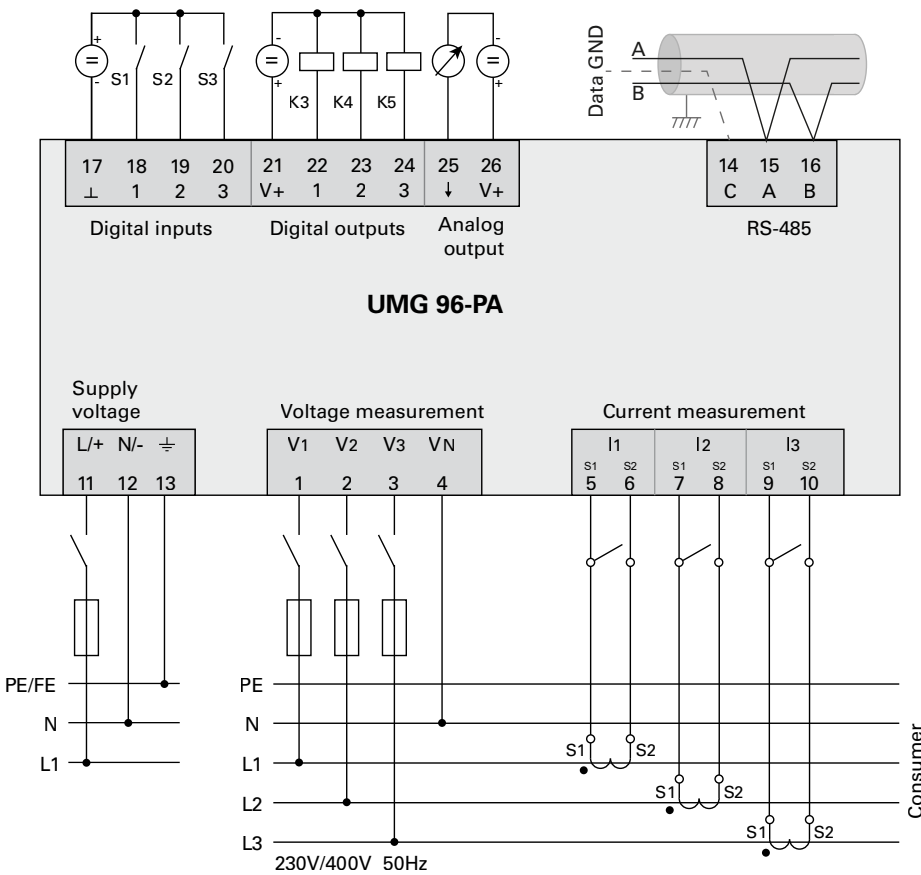 +
-
S1 S2 S3
-
+
K3 K4 K5
-
+
Data GND
A
B
17 18 19 20 21 22 23 24 25 26
⊥ 1 2 3 V+ 1 2 3 ↓ V+
14 15 16
C A B
Digital inputs
Digital outputs
Analog
output
RS-485
UMG 96-PA
Supply
voltage
Voltage measurement
Current measurement
L/+ N/- ⏚
11 12 13
V1 V2 V3 VN
1 2 3 4
I1 I2 I3
S1 S2 S1 S2 S1 S2
5 6 7 8 9 10
PE/FE
N
L1
PE
N
L1
L2
L3
S1 S2
S1 S2
S1 S2
230V/400V 50Hz
Consumer